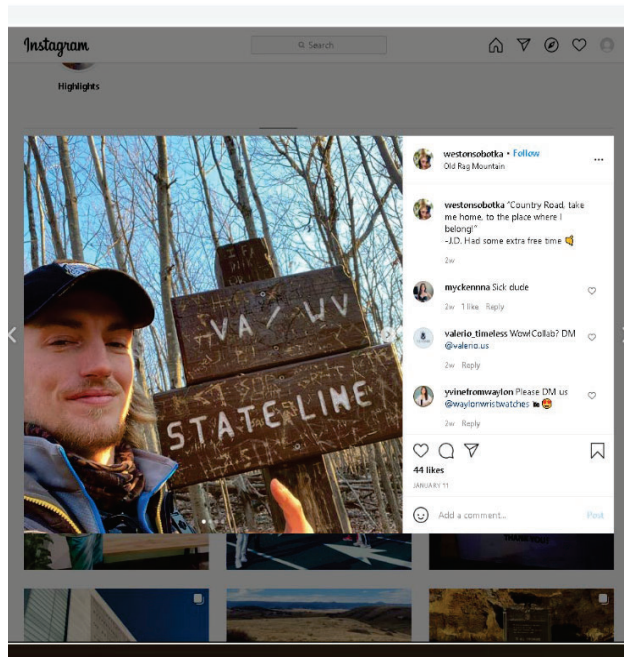 Instagram
Search
Highlights
VA / WV
STATE LINE
westonsobotka • Follow
Old Rag Mountain
westonsobotka "Country Road, take
me home, to the place where I
belong!"
-J.D. Had some extra free time
2w
myckennna Sick dude
2w 1 like Reply
valerio_timeless Wow!Collab? DM
@valerio.us
2w Reply
yvinefromwaylon Please DM us
@waylonwristwatches
2w Reply
44 likes
JANUARY 11
Add a comment...
Post